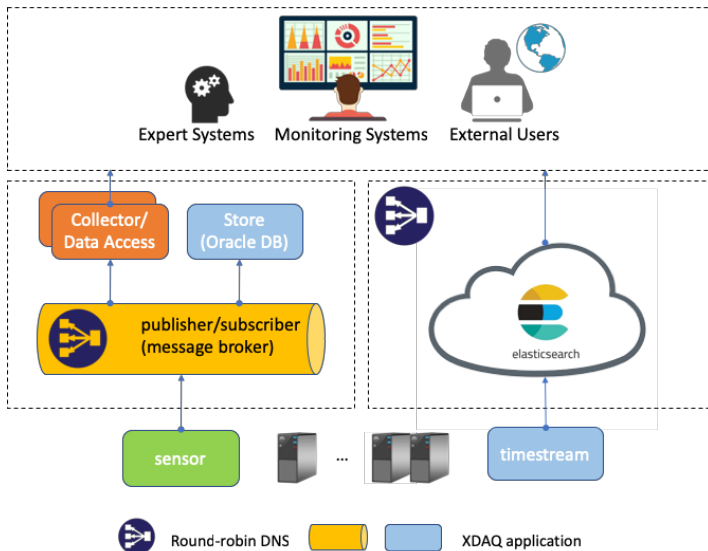 Expert Systems
Monitoring Systems
External Users
Collector/
Data Access
Store
(Oracle DB)
publisher/subscriber
(message broker)
elasticsearch
sensor
...
timestream
Round-robin DNS
XDAQ application